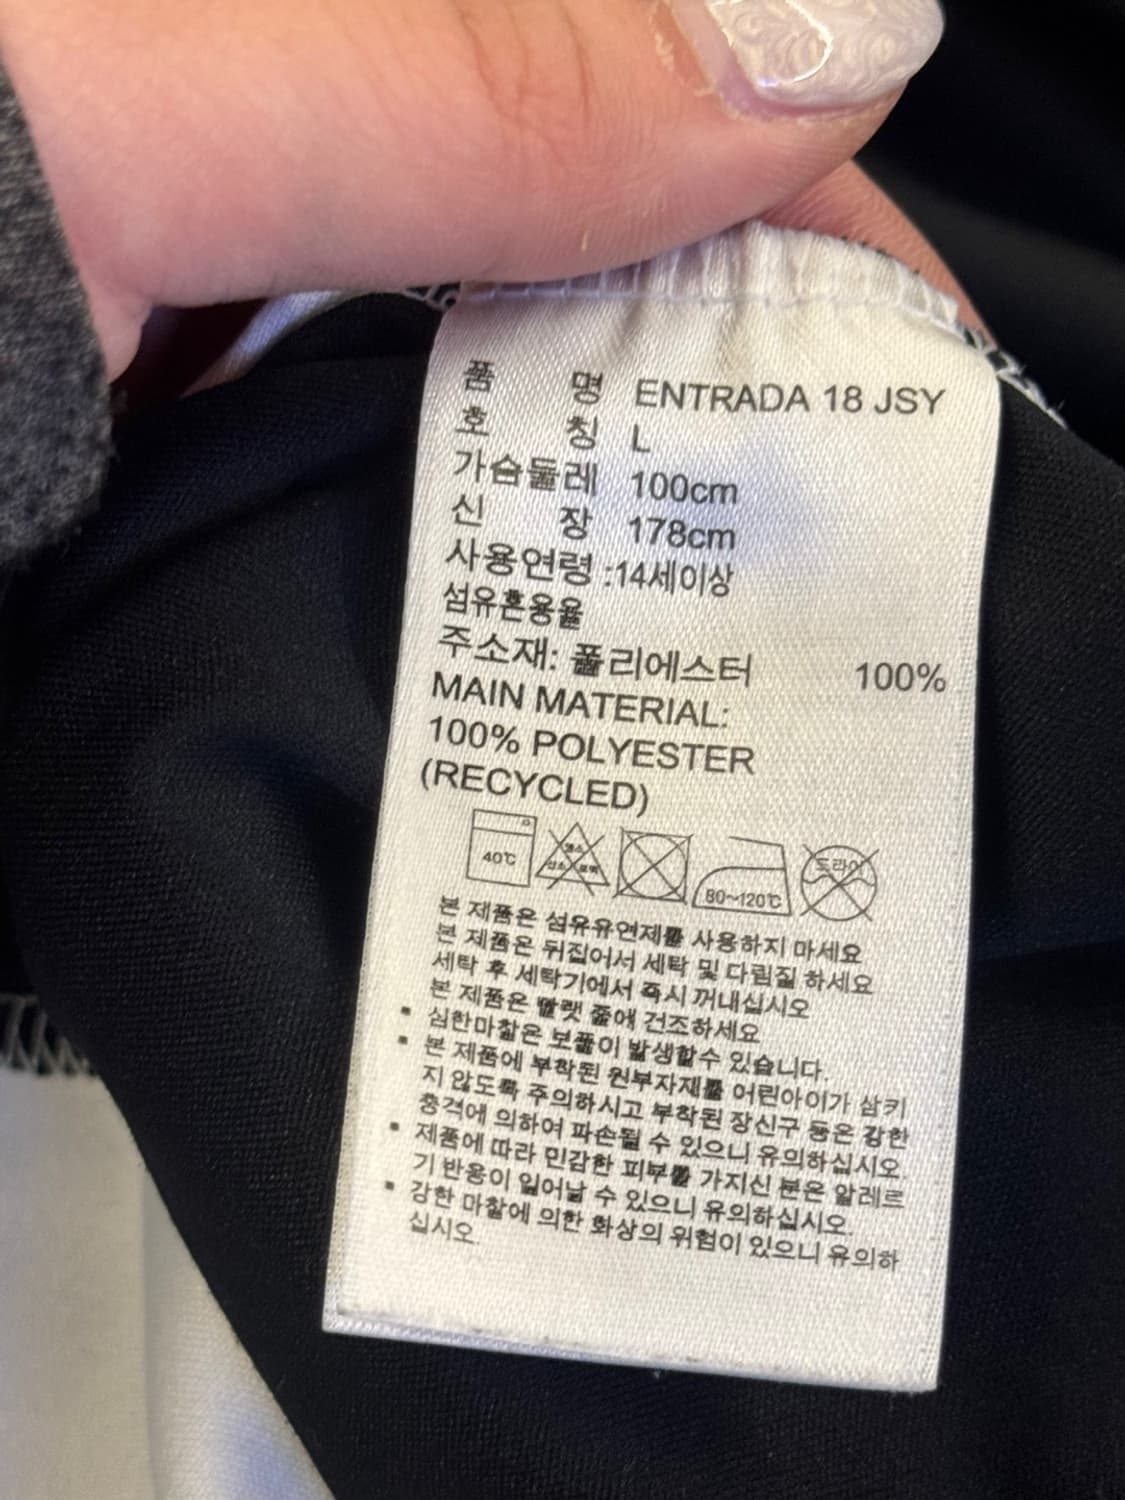 품 명 ENTRADA 18 JSY
호 칭 L
가슴둘레 100cm
신 장 178cm
사용연령 :14세이상
섬유혼용율
주소재: 폴리에스터 100%
MAIN MATERIAL:
100% POLYESTER
(RECYCLED)
40℃ 80~120℃ 드라이
본 제품은 섬유유연제를 사용하지 마세요
본 제품은 뒤집어서 세탁 및 다림질 하세요
세탁 후 세탁기에서 즉시 꺼내십시오
본 제품은 빨랫 줄에 건조하세요
▪ 심한마찰은 보풀이 발생할수 있습니다.
▪ 본 제품에 부착된 원부자재를 어린아이가 삼키
지 않도록 주의하시고 부착된 장신구 등은 강한
충격에 의하여 파손될 수 있으니 유의하십시오.
▪ 제품에 따라 민감한 피부를 가지신 분은 알레르
기 반응이 일어날 수 있으니 유의하십시오.
▪ 강한 마찰에 의한 화상의 위험이 있으니 유의하
십시오.